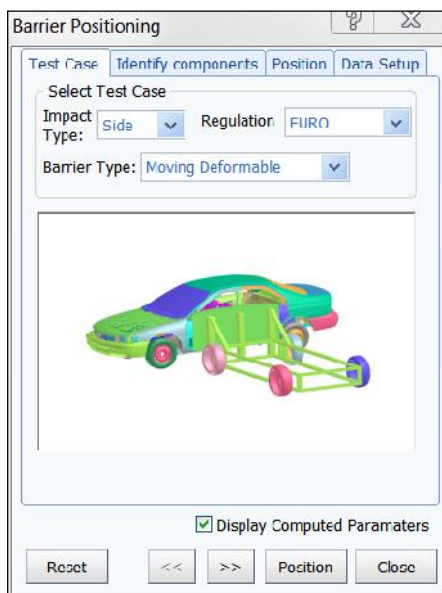 Barrier Positioning ?
Test Case Identify components Position Data Setup
Select Test Case
Impact Type: Side Regulation EURO
Barrier Type: Moving Deformable
Display Computed Paramaters
Reset << >> Position Close